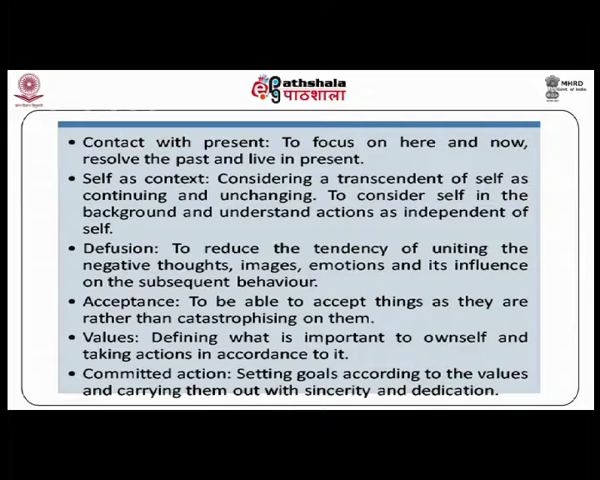 ePathshala
पाठशाला
MHRD
Govt. of India
• Contact with present: To focus on here and now,
resolve the past and live in present.
• Self as context: Considering a transcendent of self as
continuing and unchanging. To consider self in the
background and understand actions as independent of
self.
• Defusion: To reduce the tendency of uniting the
negative thoughts, images, emotions and its influence
on the subsequent behaviour.
• Acceptance: To be able to accept things as they are
rather than catastrophising on them.
• Values: Defining what is important to ownself and
taking actions in accordance to it.
• Committed action: Setting goals according to the values
and carrying them out with sincerity and dedication.